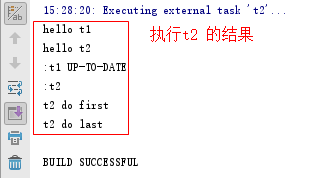 15:28:20: Executing external task 't2'...
hello t1
执行t2 的结果
hello t2
:t1 UP-TO-DATE
:t2
t2 do first
t2 do last
BUILD SUCCESSFUL